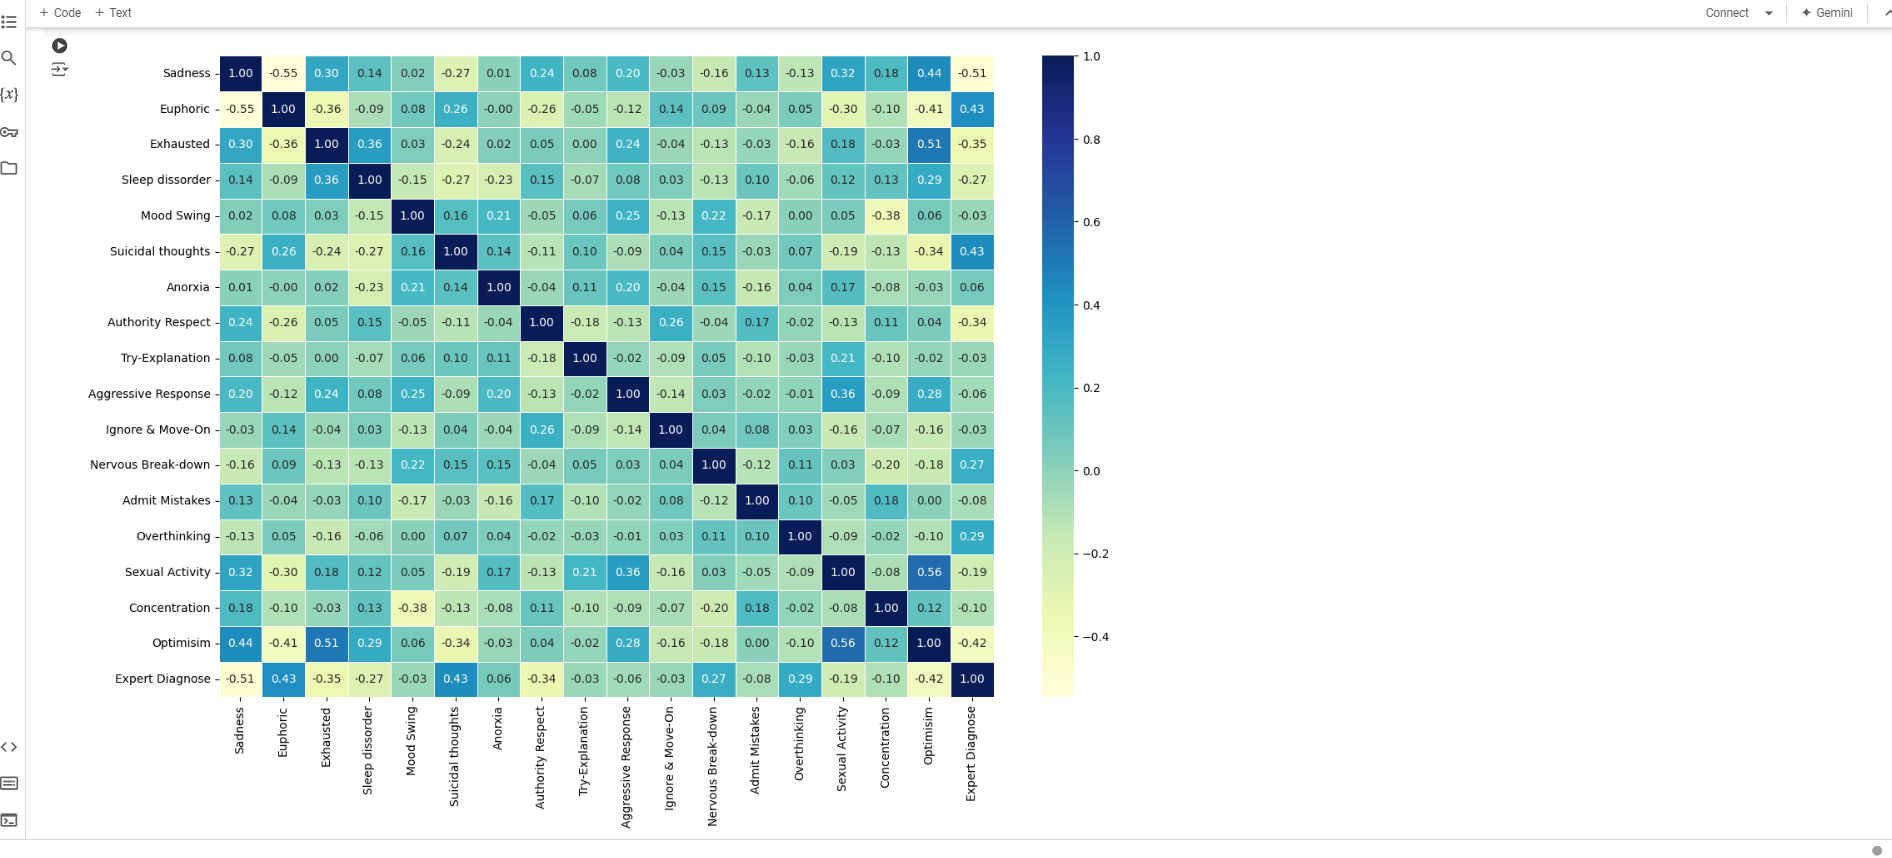 + Code + Text Connect Gemini
{x}
Sadness 1.00 -0.55 0.30 0.14 0.02 -0.27 0.01 0.24 0.08 0.20 -0.03 -0.16 0.13 -0.13 0.32 0.18 0.44 -0.51
Euphoric -0.55 1.00 -0.36 -0.09 0.08 0.26 -0.00 -0.26 -0.05 -0.12 0.14 0.09 -0.04 0.05 -0.30 -0.10 -0.41 0.43
Exhausted 0.30 -0.36 1.00 0.36 0.03 -0.24 0.02 0.05 0.00 0.24 -0.04 -0.13 -0.03 -0.16 0.18 -0.03 0.51 -0.35
Sleep dissorder 0.14 -0.09 0.36 1.00 -0.15 -0.27 -0.23 0.15 -0.07 0.08 0.03 -0.13 0.10 -0.06 0.12 0.13 0.29 -0.27
Mood Swing 0.02 0.08 0.03 -0.15 1.00 0.16 0.21 -0.05 0.06 0.25 -0.13 0.22 -0.17 0.00 0.05 -0.38 0.06 -0.03
Suicidal thoughts -0.27 0.26 -0.24 -0.27 0.16 1.00 0.14 -0.11 0.10 -0.09 0.04 0.15 -0.03 0.07 -0.19 -0.13 -0.34 0.43
Anorxia 0.01 -0.00 0.02 -0.23 0.21 0.14 1.00 -0.04 0.11 0.20 -0.04 0.15 -0.16 0.04 0.17 -0.08 -0.03 0.06
Authority Respect 0.24 -0.26 0.05 0.15 -0.05 -0.11 -0.04 1.00 -0.18 -0.13 0.26 -0.04 0.17 -0.02 -0.13 0.11 0.04 -0.34
Try-Explanation 0.08 -0.05 0.00 -0.07 0.06 0.10 0.11 -0.18 1.00 -0.02 -0.09 0.05 -0.10 -0.03 0.21 -0.10 -0.02 -0.03
Aggressive Response 0.20 -0.12 0.24 0.08 0.25 -0.09 0.20 -0.13 -0.02 1.00 -0.14 0.03 -0.02 -0.01 0.36 -0.09 0.28 -0.06
Ignore & Move-On -0.03 0.14 -0.04 0.03 -0.13 0.04 -0.04 0.26 -0.09 -0.14 1.00 0.04 0.08 0.03 -0.16 -0.07 -0.16 -0.03
Nervous Break-down -0.16 0.09 -0.13 -0.13 0.22 0.15 0.15 -0.04 0.05 0.03 0.04 1.00 -0.12 0.11 0.03 -0.20 -0.18 0.27
Admit Mistakes 0.13 -0.04 -0.03 0.10 -0.17 -0.03 -0.16 0.17 -0.10 -0.02 0.08 -0.12 1.00 0.10 -0.05 0.18 0.00 -0.08
Overthinking -0.13 0.05 -0.16 -0.06 0.00 0.07 0.04 -0.02 -0.03 -0.01 0.03 0.11 0.10 1.00 -0.09 -0.02 -0.10 0.29
Sexual Activity 0.32 -0.30 0.18 0.12 0.05 -0.19 0.17 -0.13 0.21 0.36 -0.16 0.03 -0.05 -0.09 1.00 -0.08 0.56 -0.19
Concentration 0.18 -0.10 -0.03 0.13 -0.38 -0.13 -0.08 0.11 -0.10 -0.09 -0.07 -0.20 0.18 -0.02 -0.08 1.00 0.12 -0.10
Optimisim 0.44 -0.41 0.51 0.29 0.06 -0.34 -0.03 0.04 -0.02 0.28 -0.16 -0.18 0.00 -0.10 0.56 0.12 1.00 -0.42
Expert Diagnose -0.51 0.43 -0.35 -0.27 -0.03 0.43 0.06 -0.34 -0.03 -0.06 -0.03 0.27 -0.08 0.29 -0.19 -0.10 -0.42 1.00
Sadness
Euphoric
Exhausted
Sleep dissorder
Mood Swing
Suicidal thoughts
Anorxia
Authority Respect
Try-Explanation
Aggressive Response
Ignore & Move-On
Nervous Break-down
Admit Mistakes
Overthinking
Sexual Activity
Concentration
Optimisim
Expert Diagnose
1.0
0.8
0.6
0.4
0.2
0.0
−0.2
−0.4